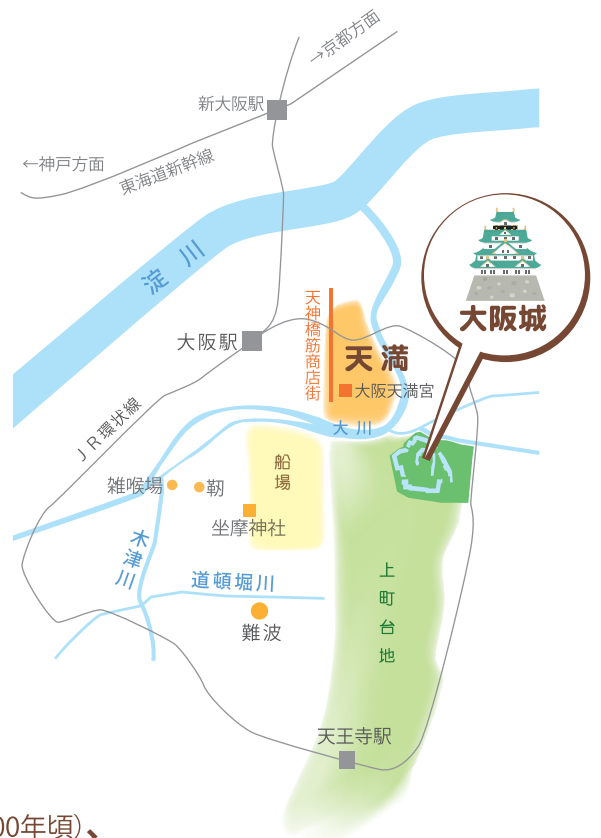 →京都方面
新大阪駅
←神戸方面
東海道新幹線
淀川
大阪城
天神橋筋商店街
大阪駅
天満
大阪天満宮
大川
JR環状線
船場
雑喉場
靭
坐摩神社
木津川
道頓堀川
難波
上町台地
天王寺駅
00年頃)、